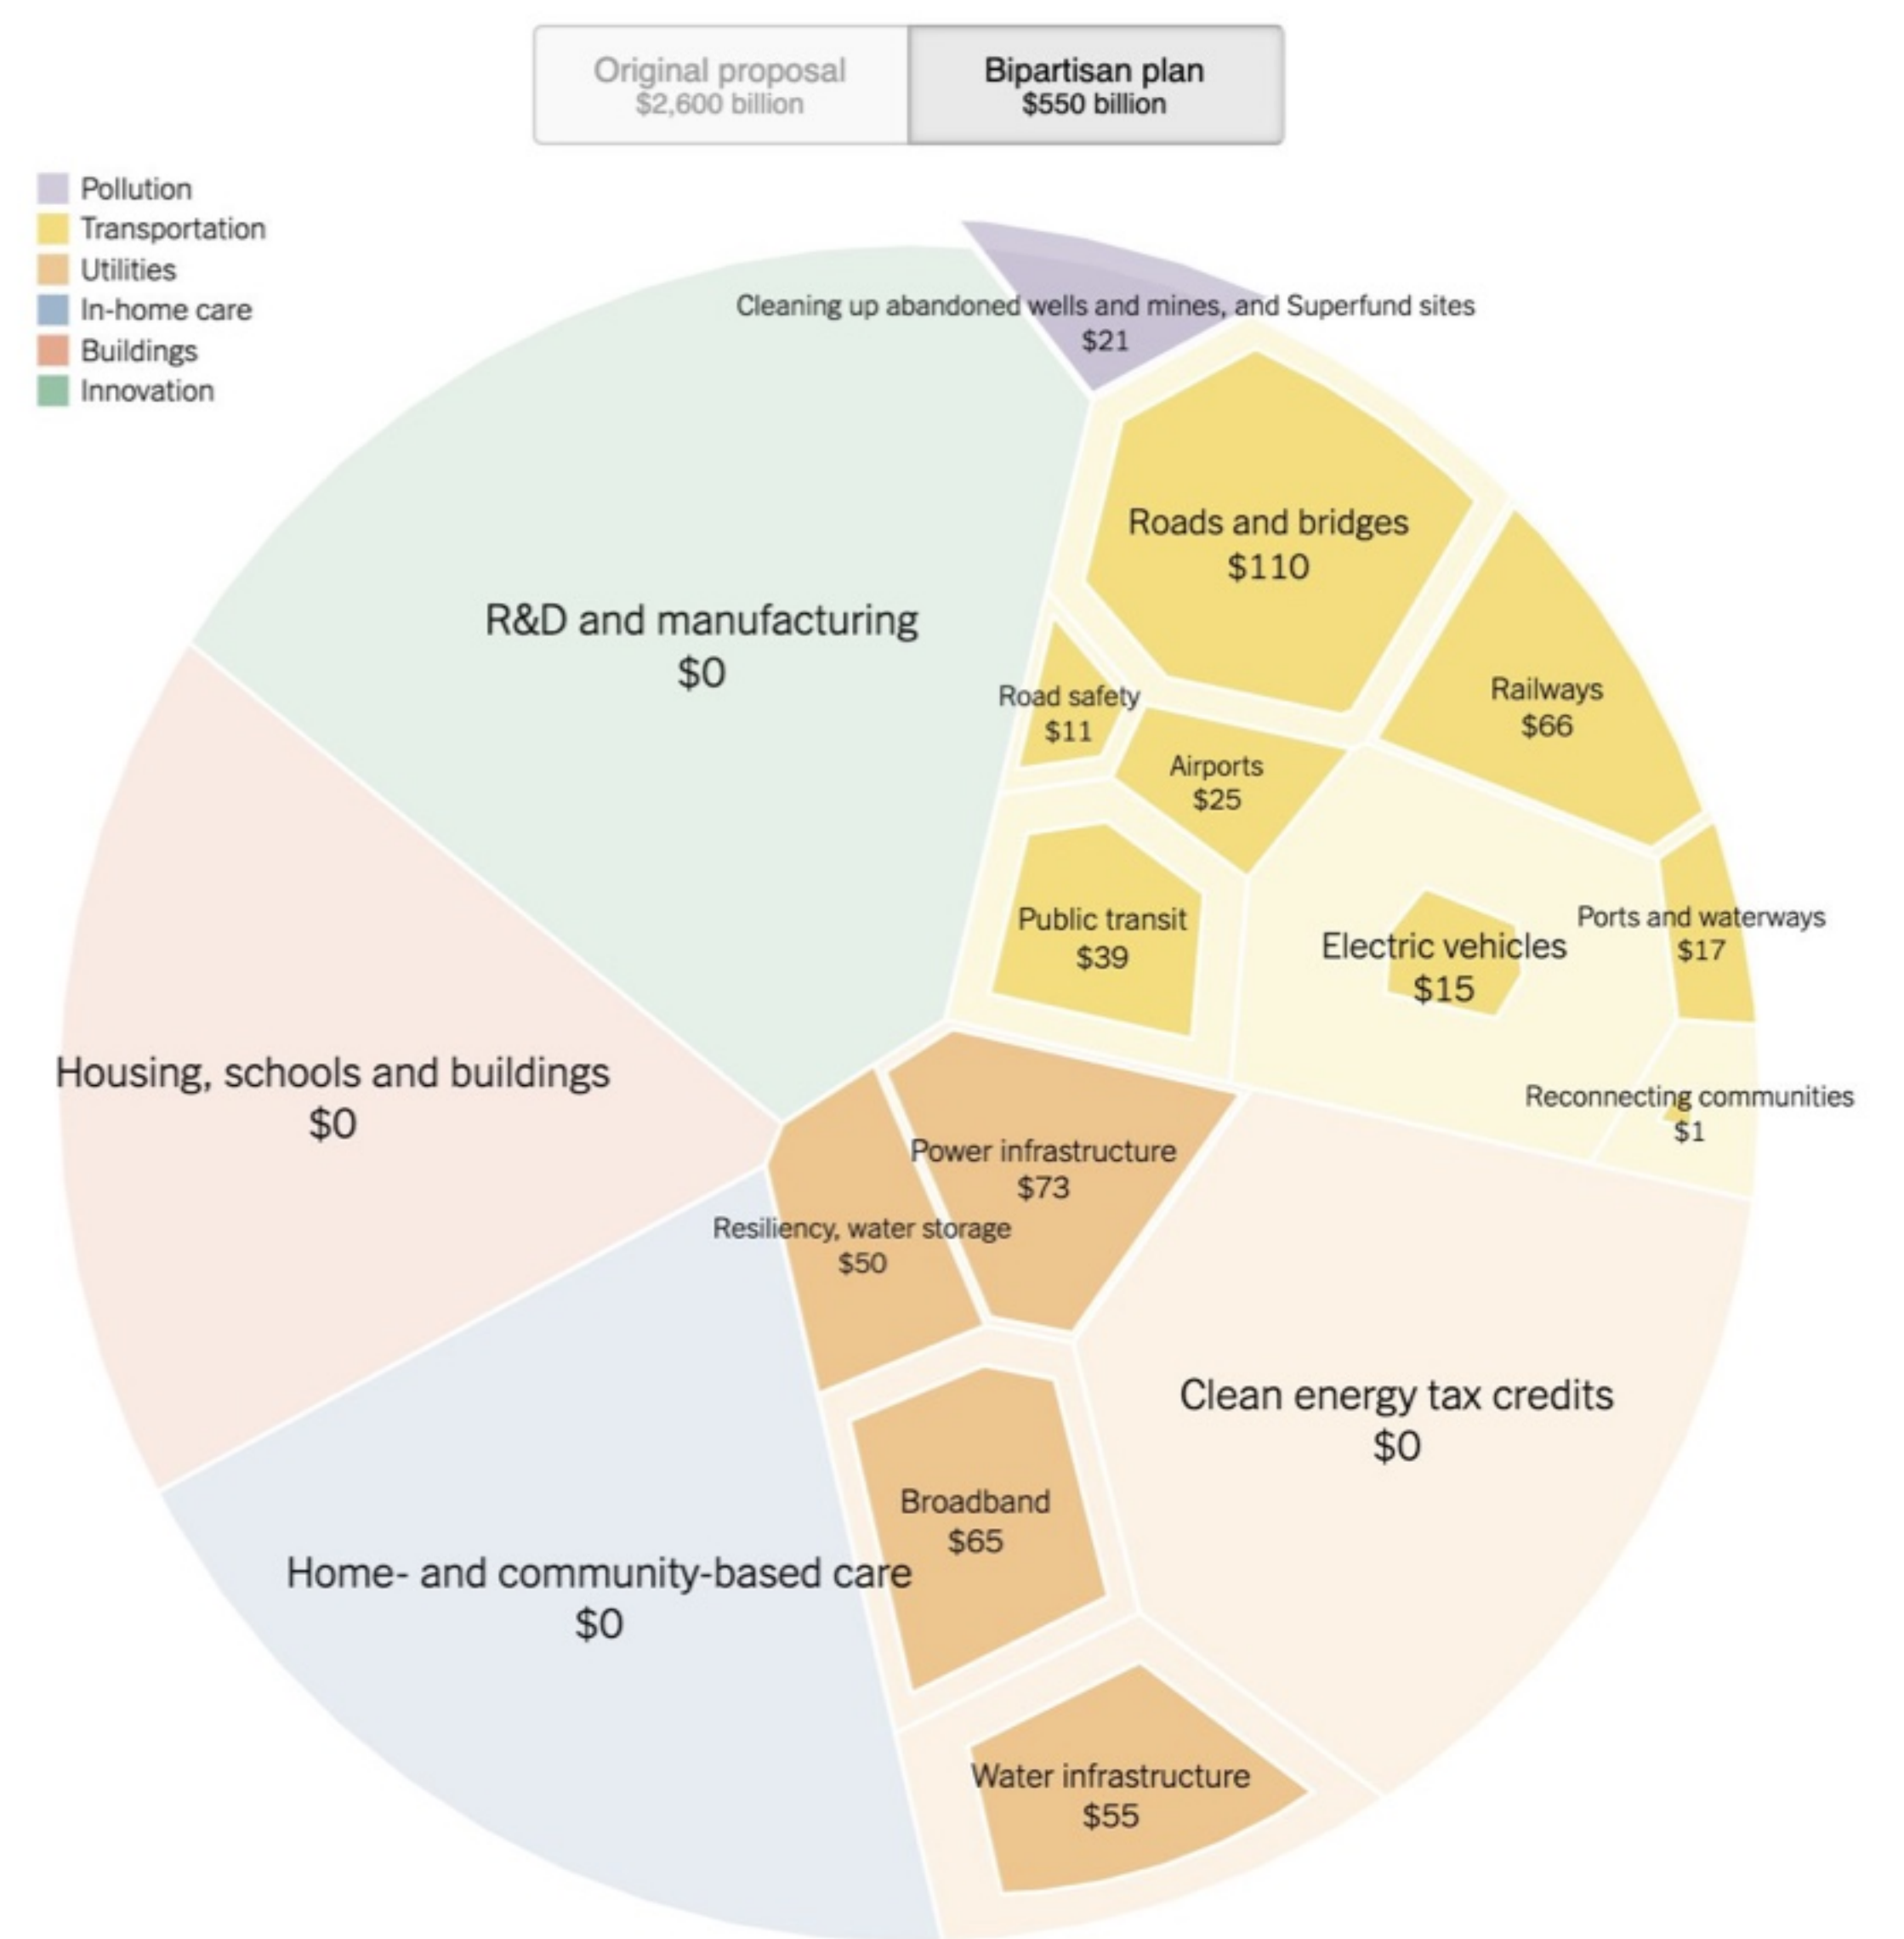 Original proposal
$2,600 billion
Bipartisan plan
$550 billion
Pollution
Transportation
Utilities
In-home care
Buildings
Innovation
Cleaning up abandoned wells and mines, and Superfund sites
$21
Roads and bridges
$110
R&D and manufacturing
$0
Road safety
$11
Railways
$66
Airports
$25
Public transit
$39
Electric vehicles
$15
Ports and waterways
$17
Housing, schools and buildings
$0
Reconnecting communities
$1
Power infrastructure
$73
Resiliency, water storage
$50
Clean energy tax credits
$0
Broadband
$65
Home- and community-based care
$0
Water infrastructure
$55